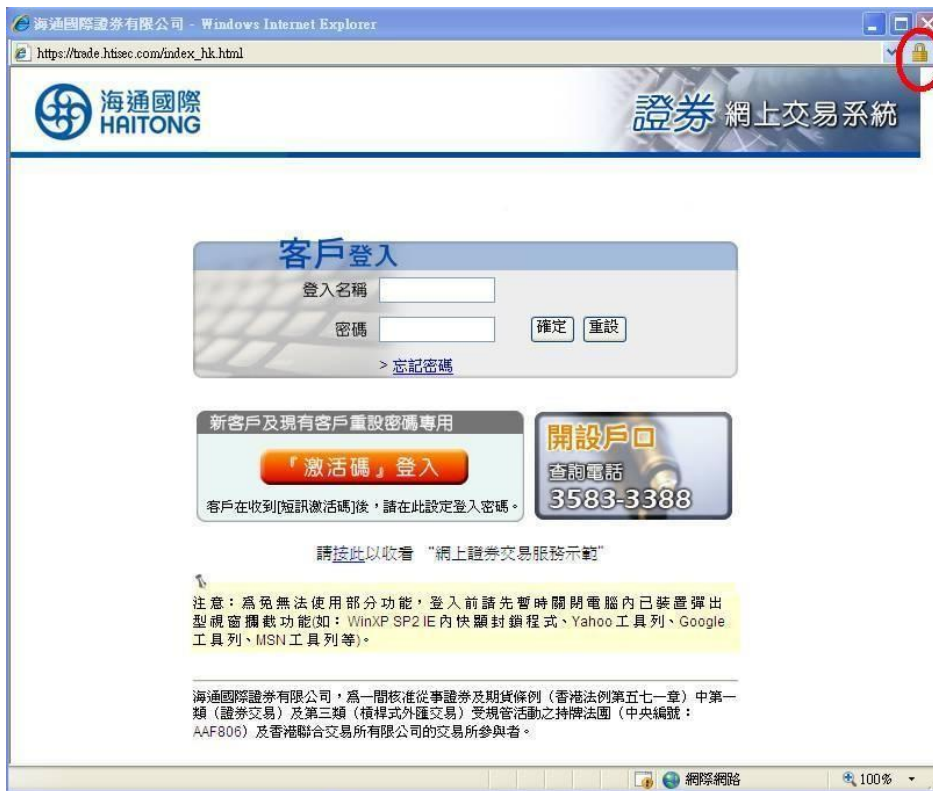 海通國際證券有限公司 - Windows Internet Explorer
https://trade.htisec.com/index_hk.html
海通國際
HAITONG
證券 網上交易系統
客戶登入
登入名稱
密碼
確定 重設
> 忘記密碼
新客戶及現有客戶重設密碼專用
『激活碼』登入
客戶在收到[短訊激活碼]後，請在此設定登入密碼。
開設戶口
查詢電話
3583-3388
請按此以收看 “網上證券交易服務示範”
注意：爲免無法使用部分功能，登入前請先暫時關閉電腦內已裝置彈出
型視窗攔截功能(如：WinXP SP2 IE內快顯封鎖程式、Yahoo工具列、Google
工具列、MSN工具列等)。
海通國際證券有限公司，爲一間核准從事證券及期貨條例（香港法例第五七一章）中第一
類（證券交易）及第三類（槓桿式外匯交易）受規管活動之持牌法團（中央編號：
AAF806）及香港聯合交易所有限公司的交易所參與者。
網際網路
100%